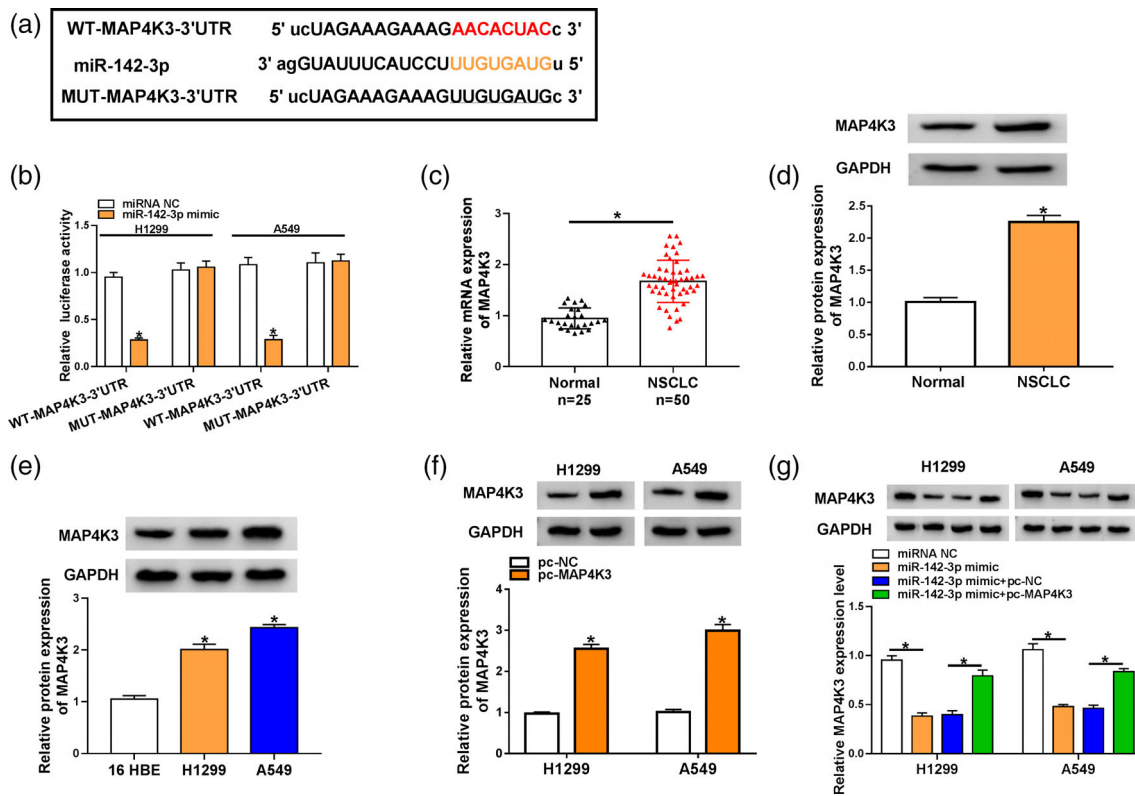 (a)
WT-MAP4K3-3'UTR 5' ucUAGAAAGAAAGAACACUACc 3'
miR-142-3p 3' agGUAUUUCAUCCUUUGUGAUGu 5'
MUT-MAP4K3-3'UTR 5' ucUAGAAAGAAAGUUGUGAUGc 3'
(b)
miRNA NC
miR-142-3p mimic
H1299 A549
Relative luciferase activity
1.5
1.0
0.5
0.0
* *
WT-MAP4K3-3'UTR
MUT-MAP4K3-3'UTR
WT-MAP4K3-3'UTR
MUT-MAP4K3-3'UTR
(c)
Relative mRNA expression
of MAP4K3
3
2
1
0
*
Normal NSCLC
n=25 n=50
(d)
MAP4K3
GAPDH
Relative protein expression
of MAP4K3
2.5
2.0
1.5
1.0
0.5
0.0
*
Normal NSCLC
(e)
MAP4K3
GAPDH
Relative protein expression
of MAP4K3
3
2
1
0
* *
16 HBE H1299 A549
(f)
H1299 A549
MAP4K3
GAPDH
pc-NC
pc-MAP4K3
Relative protein expression
of MAP4K3
4
3
2
1
0
* *
H1299 A549
(g)
H1299 A549
MAP4K3
GAPDH
miRNA NC
miR-142-3p mimic
miR-142-3p mimic+pc-NC
miR-142-3p mimic+pc-MAP4K3
Relative MAP4K3 expression level
1.5
1.0
0.5
0.0
* * * *
H1299 A549